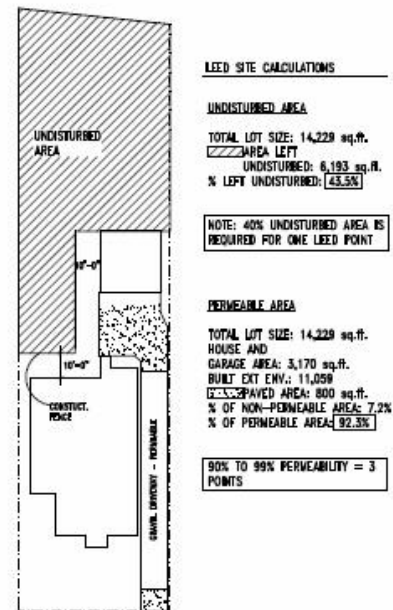 LEED SITE CALCULATIONS
UNDISTURBED AREA
TOTAL LOT SIZE: 14,229 sq.ft.
AREA LEFT
UNDISTURBED: 6,193 sq.ft.
% LEFT UNDISTURBED: 43.5%
NOTE: 40% UNDISTURBED AREA IS
REQUIRED FOR ONE LEED POINT
PERMEABLE AREA
TOTAL LOT SIZE: 14,229 sq.ft.
HOUSE AND
GARAGE AREA: 3,170 sq.ft.
BUILT EXT ENV.: 11,059
PAVED AREA: 800 sq.ft.
% OF NON-PERMEABLE AREA: 7.2%
% OF PERMEABLE AREA: 92.3%
90% TO 99% PERMEABILITY = 3
POINTS
UNDISTURBED
AREA
10'-0"
10'-0"
CONSTUCT.
FENCE
GRAVEL DRIVEWAY - PERMEABLE